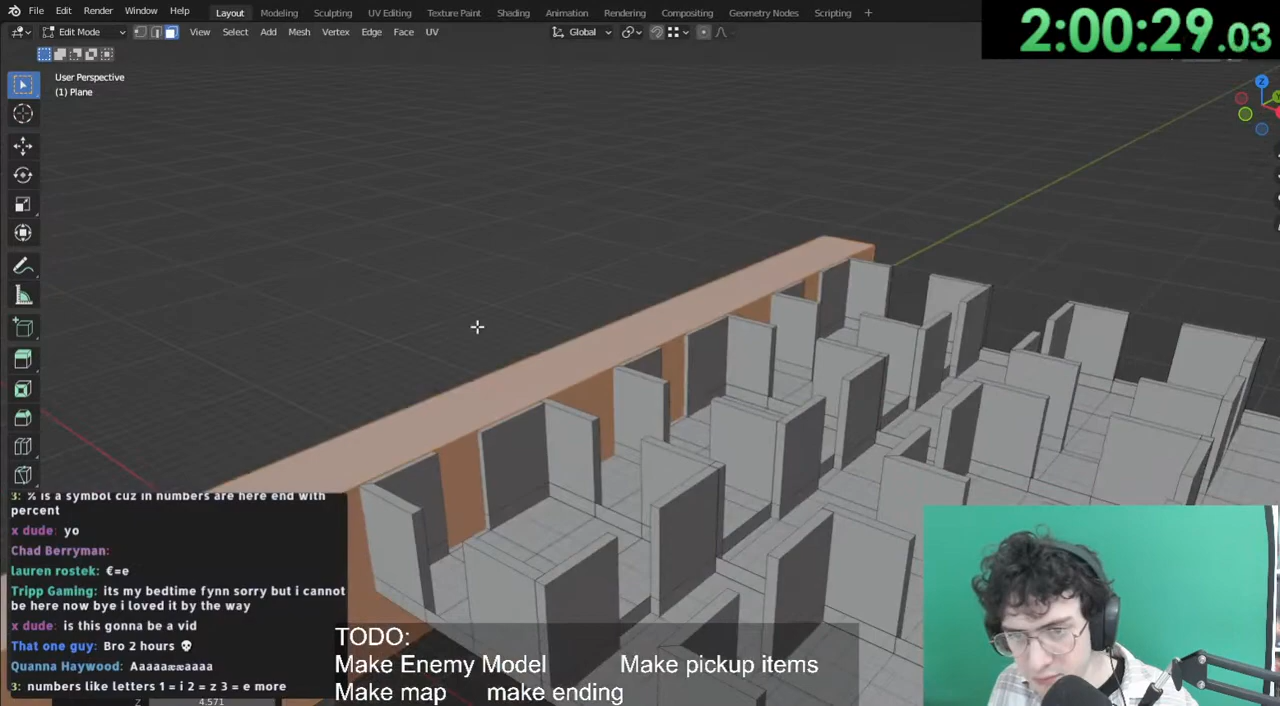 File Edit Render Window Help Layout Modeling Sculpting UV Editing Texture Paint Shading Animation Rendering Compositing Geometry Nodes Scripting +
2:00:29.03
Edit Mode View Select Add Mesh Vertex Edge Face UV Global
User Perspective
(1) Plane
Z
3: % is a symbol cuz in numbers are here end with
percent
x dude: yo
Chad Berryman:
lauren rostek: €=e
Tripp Gaming: its my bedtime fynn sorry but i cannot
be here now bye i loved it by the way
x dude: is this gonna be a vid
That one guy: Bro 2 hours 💀
Quanna Haywood: Aaaaaææaaaa
3: numbers like letters 1 = i 2 = z 3 = e more
Z 4.571
TODO:
Make Enemy Model Make pickup items
Make map make ending